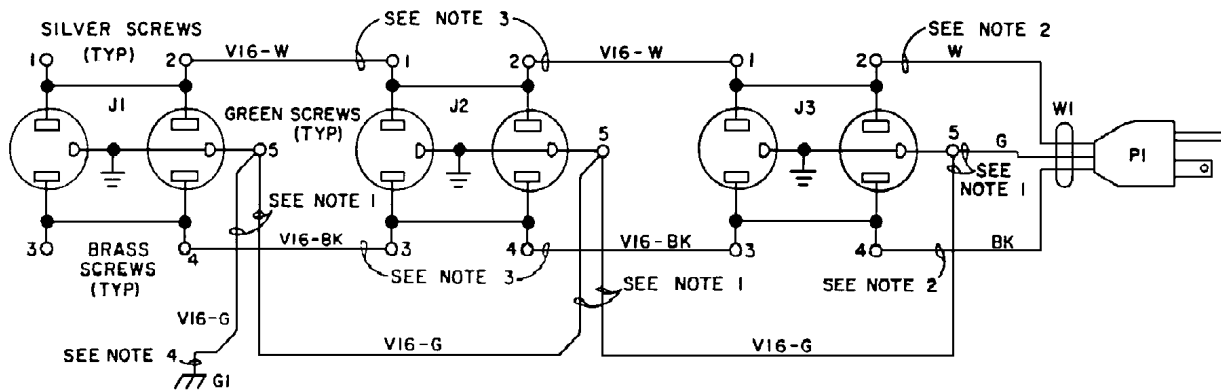 SILVER SCREWS
(TYP)
SEE NOTE 3
SEE NOTE 2
1
2
V16-W
1
2
V16-W
1
2
W
J1
GREEN SCREWS
(TYP)
J2
J3
W1
P1
5
5
5
G
SEE NOTE 1
SEE
NOTE 1
3
BRASS
SCREWS
(TYP)
4
V16-BK
3
4
V16-BK
3
4
BK
SEE NOTE 3
SEE NOTE 1
SEE NOTE 2
V16-G
V16-G
V16-G
SEE NOTE 4
G1